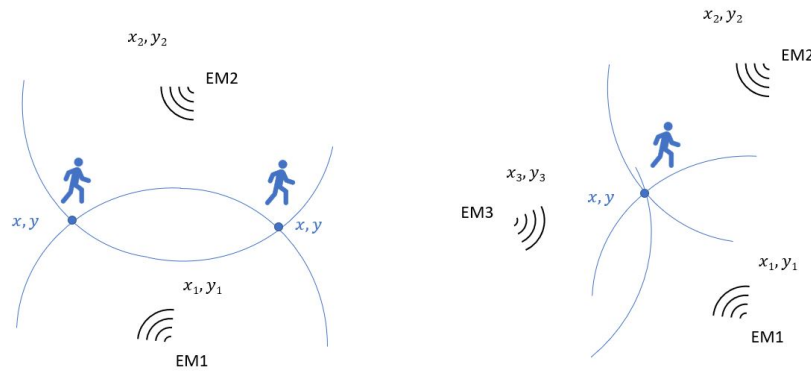 x₂, y₂
EM2
x, y
x, y
x₁, y₁
EM1
x₂, y₂
EM2
x₃, y₃
EM3
x, y
x₁, y₁
EM1